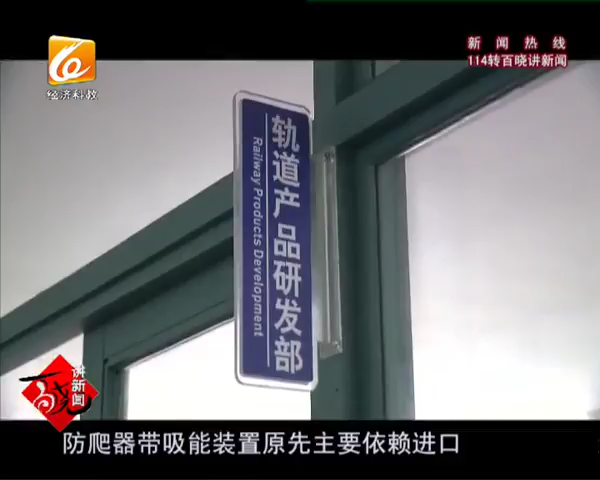 新闻热线
114转百晓讲新闻
经济科教
轨道产品研发部
Railway Products Development
百晓
讲新闻
防爬器带吸能装置原先主要依赖进口